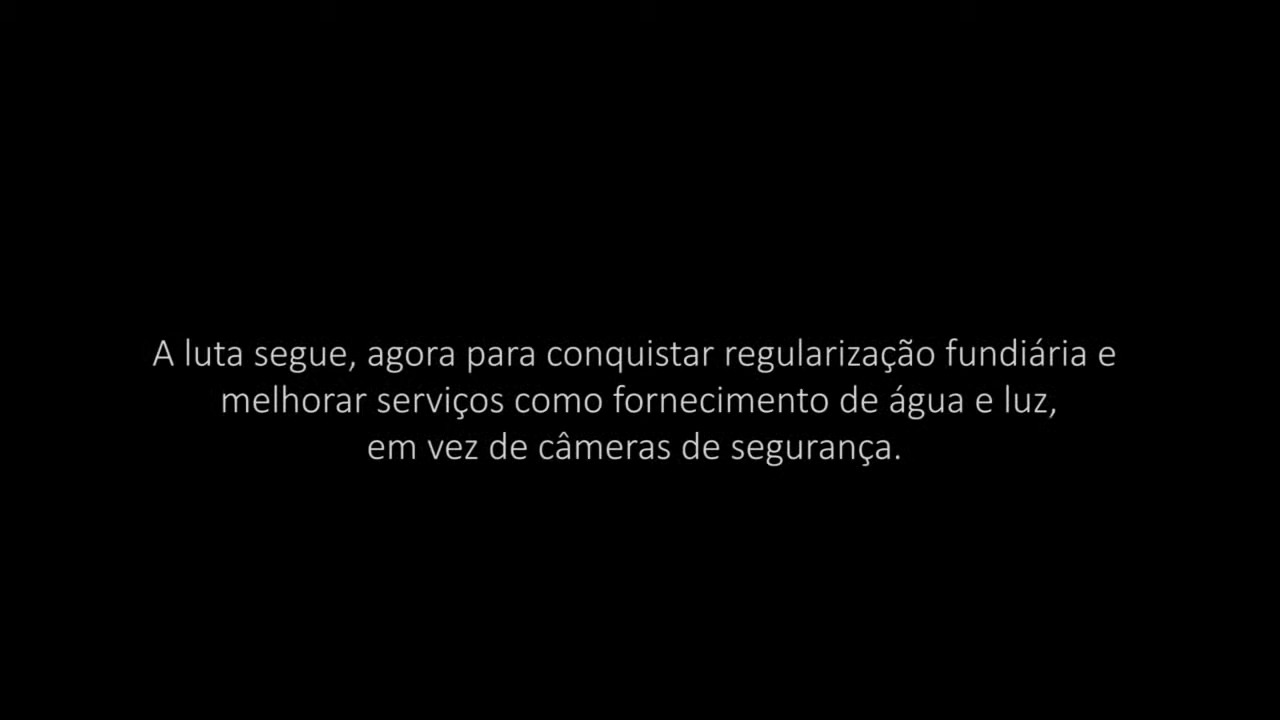 A luta segue, agora para conquistar regularização fundiária e
melhorar serviços como fornecimento de água e luz,
em vez de câmeras de segurança.